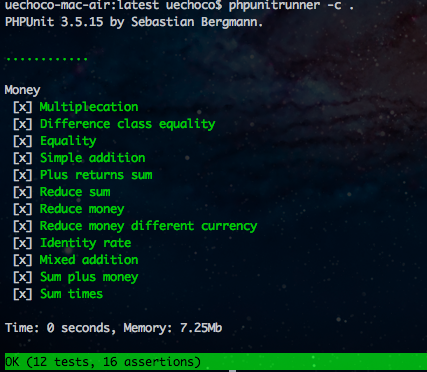 uechoco-mac-air:latest uechoco$ phpunitrunner -c .
PHPUnit 3.5.15 by Sebastian Bergmann.
............
Money
[x] Multiplecation
[x] Difference class equality
[x] Equality
[x] Simple addition
[x] Plus returns sum
[x] Reduce sum
[x] Reduce money
[x] Reduce money different currency
[x] Identity rate
[x] Mixed addition
[x] Sum plus money
[x] Sum times
Time: 0 seconds, Memory: 7.25Mb
OK (12 tests, 16 assertions)